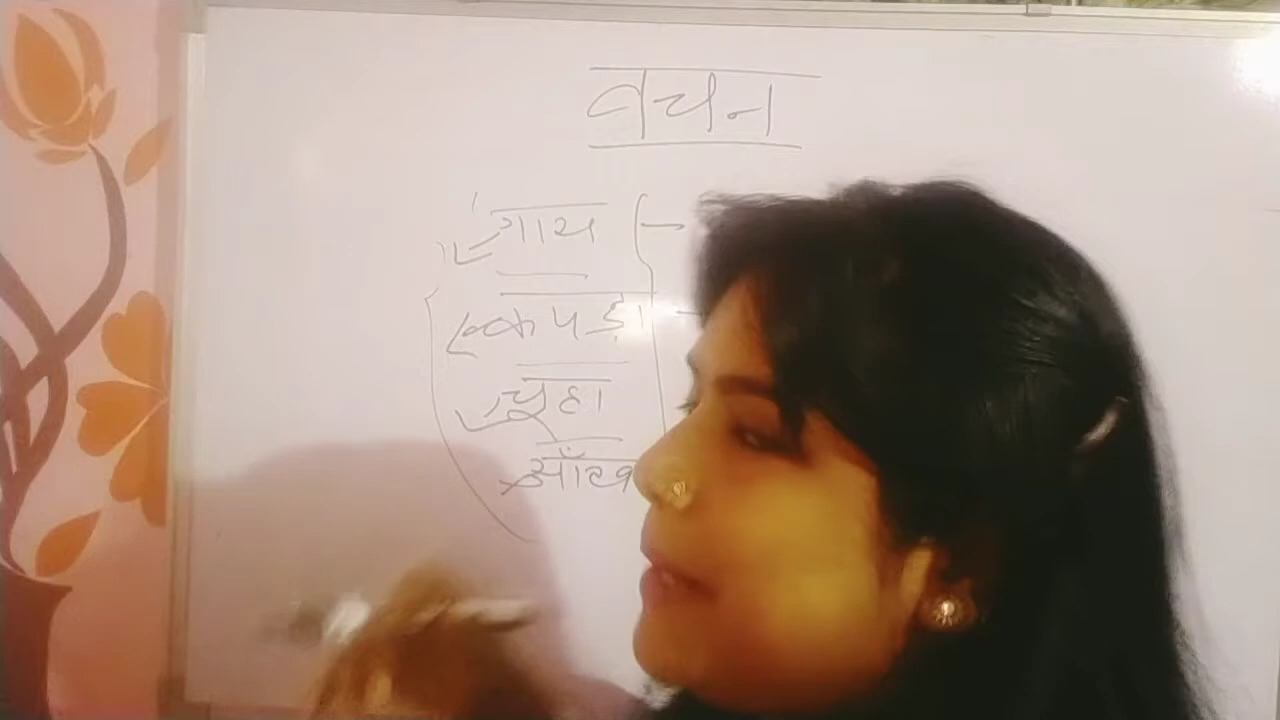 वचन
गाय
कपड़ा
चूहा
आँख